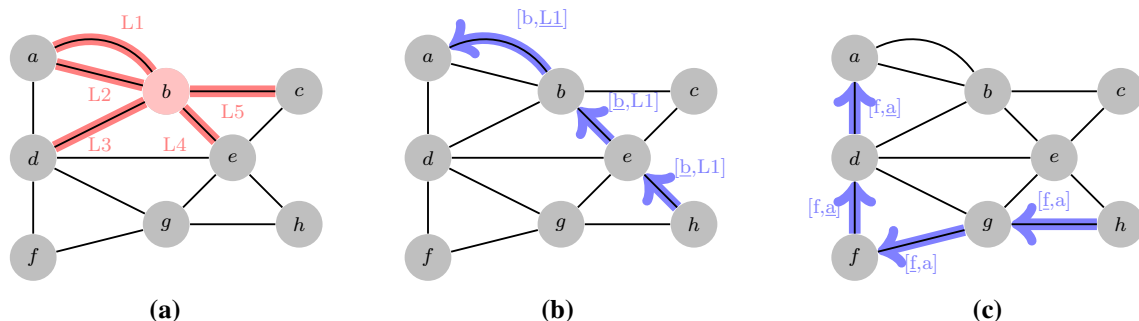 L1
a
b
c
L2
L5
L3
L4
d
e
g
h
f
(a)
[b,L1]
a
b
c
[b,L1]
d
e
[b,L1]
g
h
f
(b)
a
b
c
[f,a]
d
e
[f,a]
[f,a]
g
h
f
[f,a]
(c)